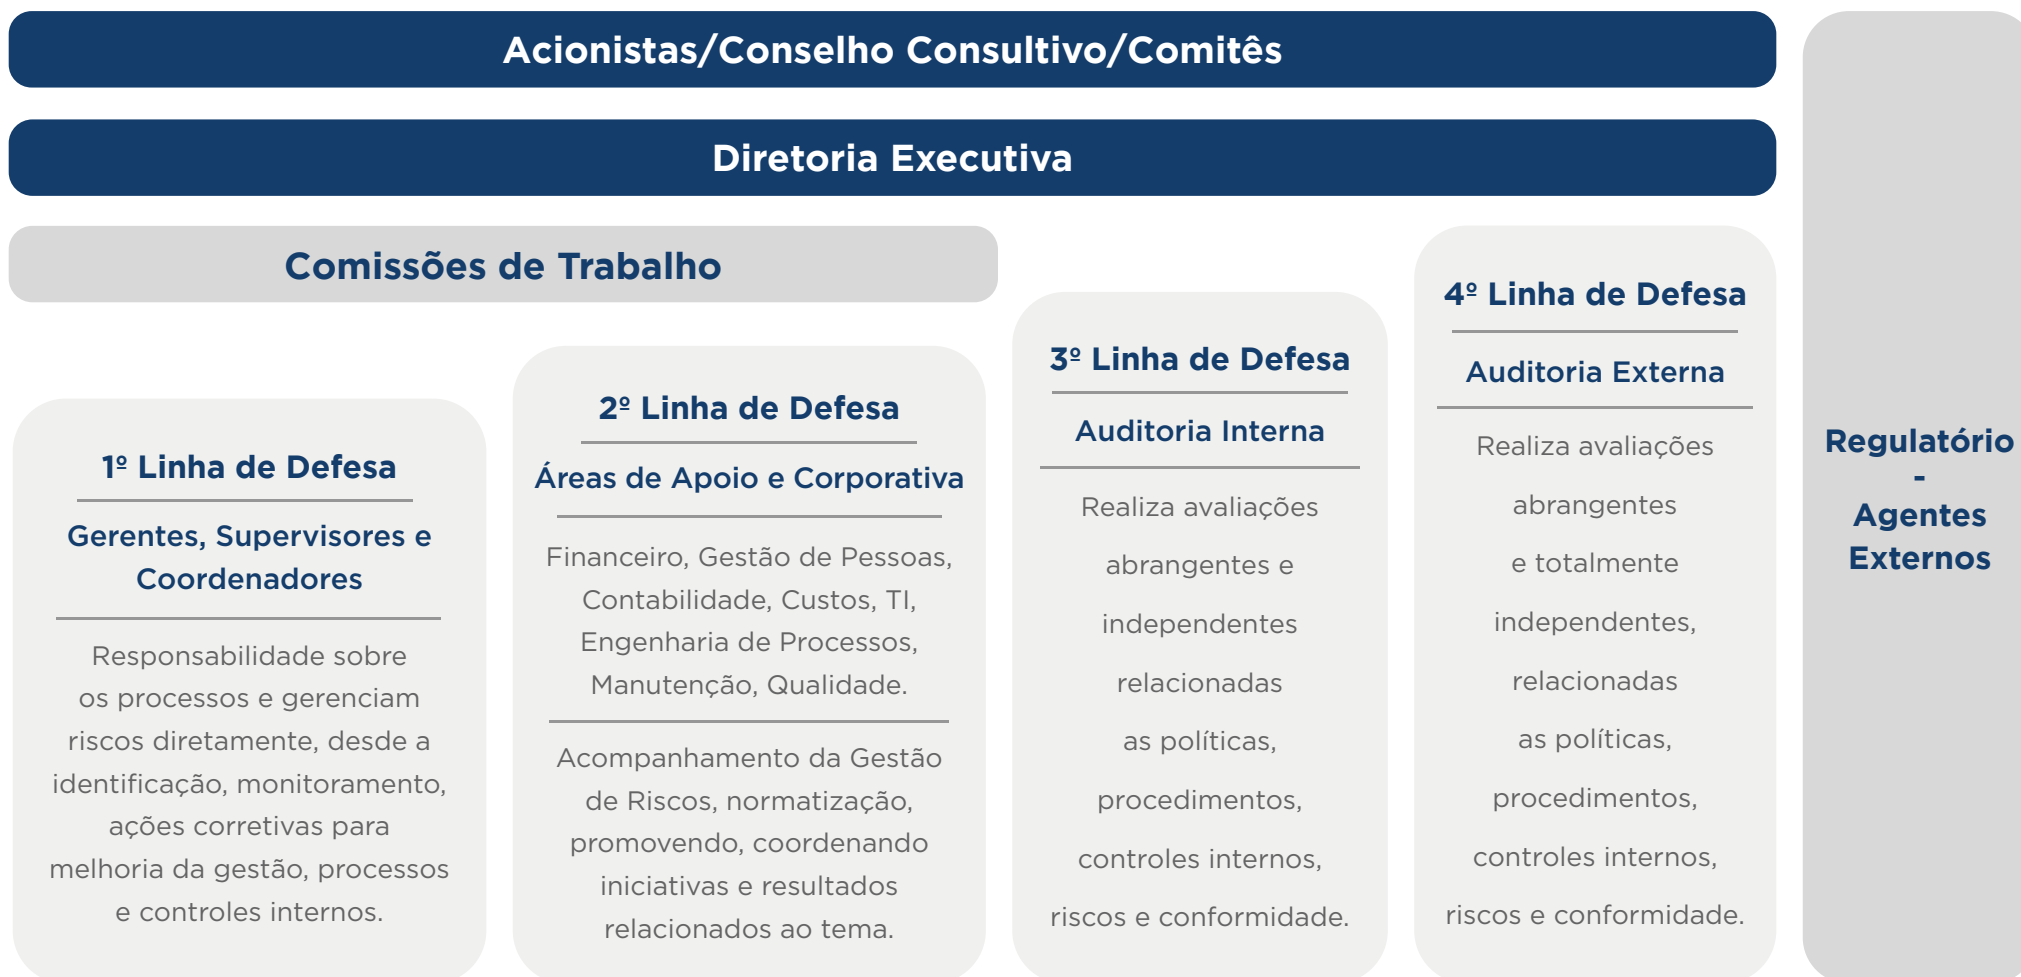 Acionistas/Conselho Consultivo/Comitês
Diretoria Executiva
Comissões de Trabalho
1º Linha de Defesa
Gerentes, Supervisores e
Coordenadores
Responsabilidade sobre
os processos e gerenciam
riscos diretamente, desde a
identificação, monitoramento,
ações corretivas para
melhoria da gestão, processos
e controles internos.
2º Linha de Defesa
Áreas de Apoio e Corporativa
Financeiro, Gestão de Pessoas,
Contabilidade, Custos, TI,
Engenharia de Processos,
Manutenção, Qualidade.
Acompanhamento da Gestão
de Riscos, normatização,
promovendo, coordenando
iniciativas e resultados
relacionados ao tema.
3º Linha de Defesa
Auditoria Interna
Realiza avaliações
abrangentes e
independentes
relacionadas
as políticas,
procedimentos,
controles internos,
riscos e conformidade.
4º Linha de Defesa
Auditoria Externa
Realiza avaliações
abrangentes
e totalmente
independentes,
relacionadas
as políticas,
procedimentos,
controles internos,
riscos e conformidade.
Regulatório
-
Agentes
Externos